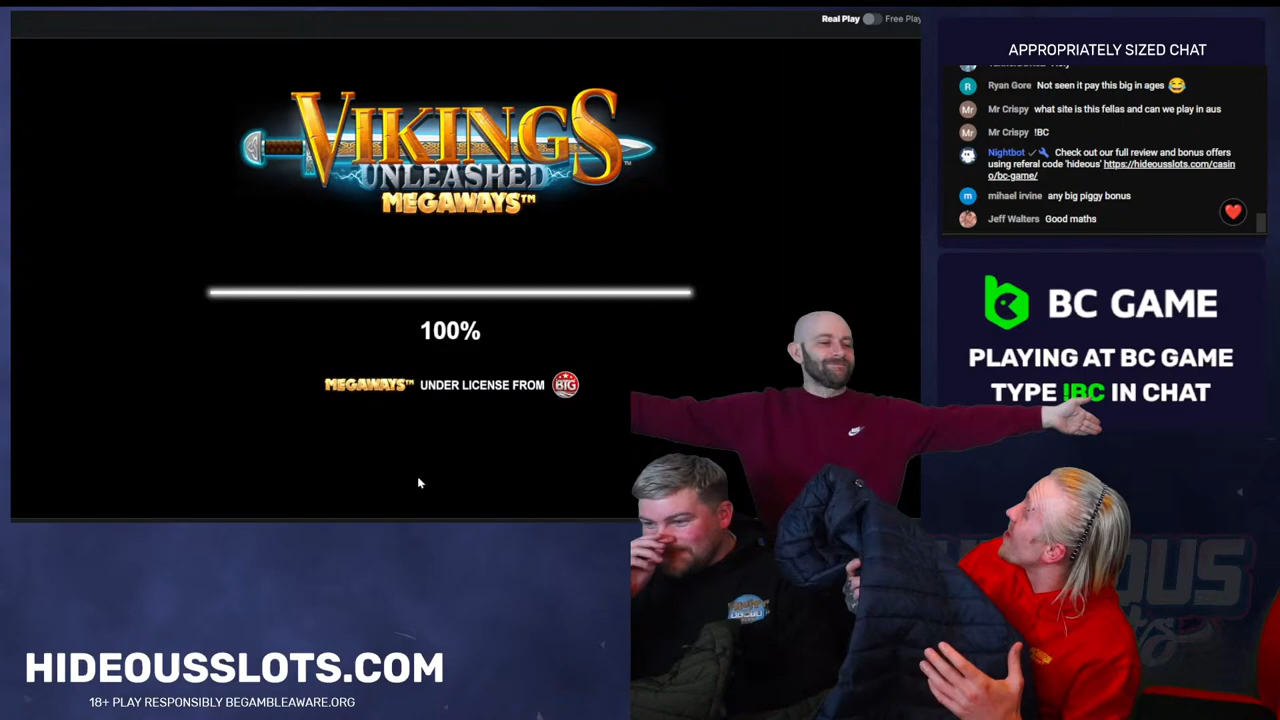 Real Play Free Play
VIKINGS
UNLEASHED
MEGAWAYS™
100%
MEGAWAYS™ UNDER LICENSE FROM BIG
APPROPRIATELY SIZED CHAT
Ryan Gore Not seen it pay this big in ages 😂
Mr Crispy what site is this fellas and can we play in aus
Mr Crispy !BC
Nightbot Check out our full review and bonus offers
using referal code 'hideous' https://hideousslots.com/casin
o/bc-game/
mihael irvine any big piggy bonus
Jeff Walters Good maths
BC GAME
PLAYING AT BC GAME
TYPE !BC IN CHAT
HIDEOUSSLOTS.COM
18+ PLAY RESPONSIBLY BEGAMBLEAWARE.ORG